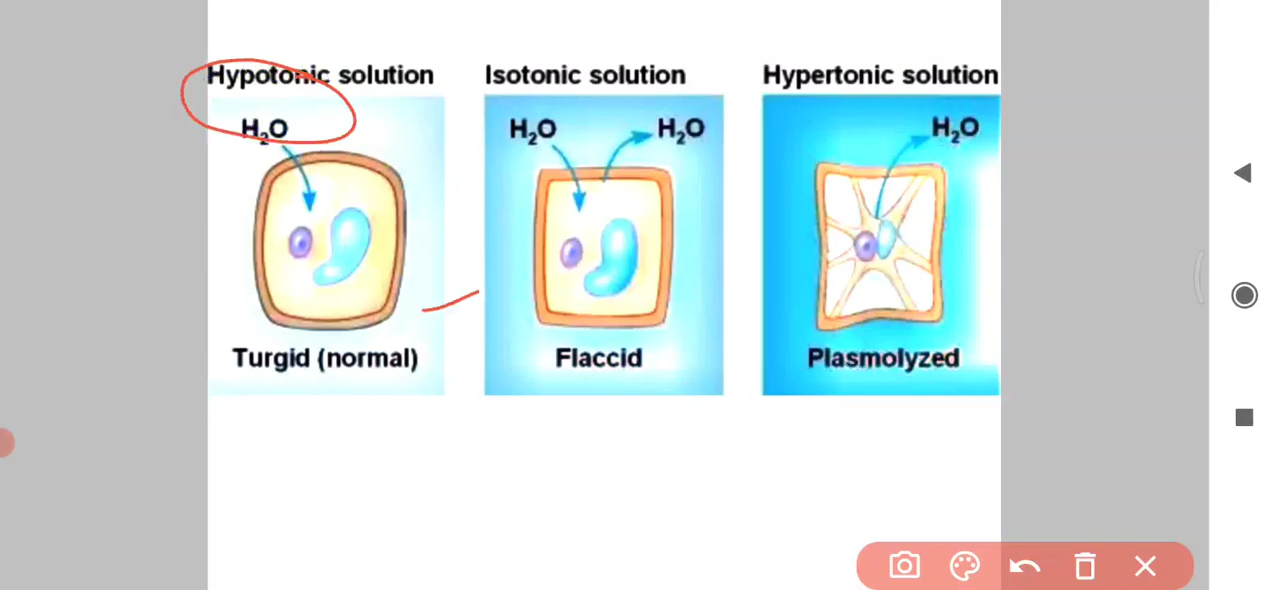 Hypotonic solution
Isotonic solution
Hypertonic solution
H₂O
H₂O
H₂O
H₂O
Turgid (normal)
Flaccid
Plasmolyzed